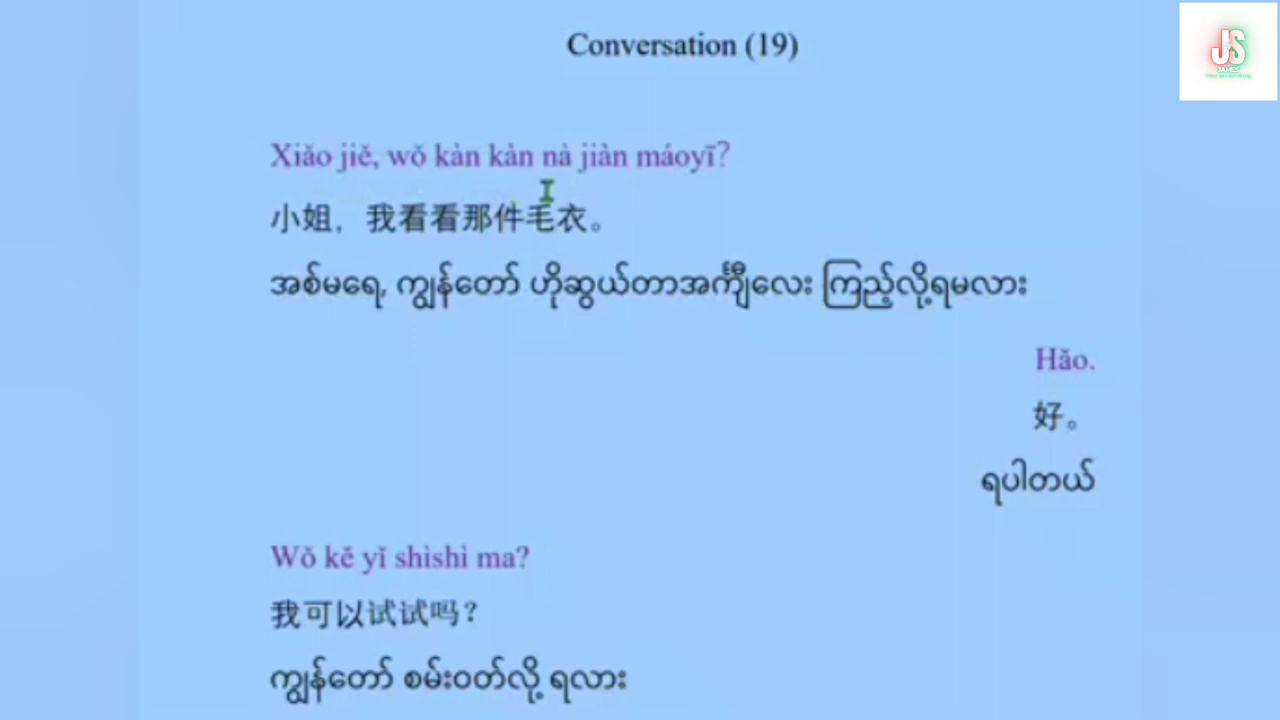 Conversation (19)
JS
JAMES
Xiǎo jiě, wǒ kàn kàn nà jiàn máoyī?
小姐，我看看那件毛衣。
အစ်မရေ, ကျွန်တော် ဟိုဆွယ်တာအင်္ကျီလေး ကြည့်လို့ရမလား
Hǎo.
好。
ရပါတယ်
Wǒ kě yǐ shìshì ma?
我可以试试吗?
ကျွန်တော် စမ်းဝတ်လို့ ရလား